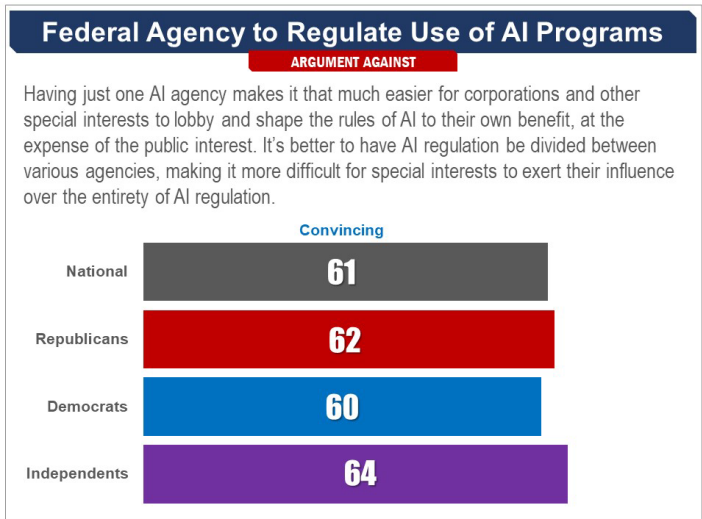 Federal Agency to Regulate Use of AI Programs
ARGUMENT AGAINST
Having just one AI agency makes it that much easier for corporations and other
special interests to lobby and shape the rules of AI to their own benefit, at the
expense of the public interest. It’s better to have AI regulation be divided between
various agencies, making it more difficult for special interests to exert their influence
over the entirety of AI regulation.
Convincing
National 61
Republicans 62
Democrats 60
Independents 64